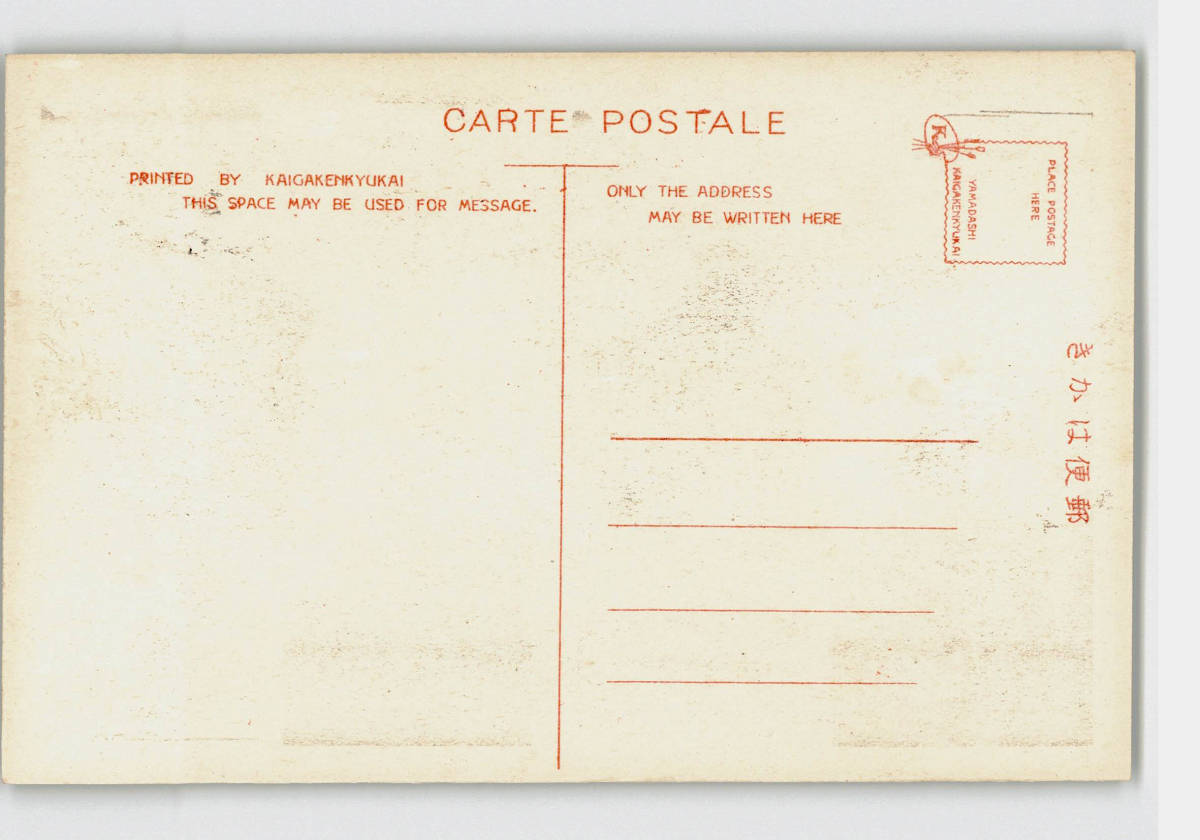 CARTE POSTALE
PRINTED BY KAIGAKENKYUKAI
THIS SPACE MAY BE USED FOR MESSAGE.
ONLY THE ADDRESS
MAY BE WRITTEN HERE
K
PLACE POSTAGE
HERE
YAMADASHI
KAIGAKENKYUKAI
郵便はかき